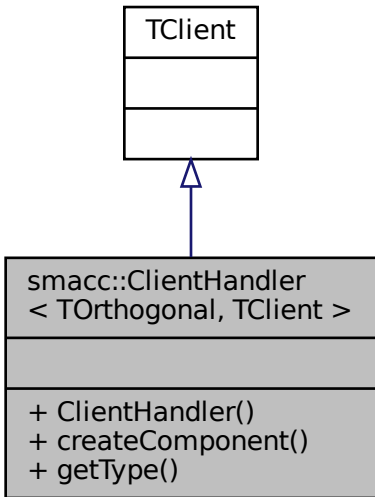 TClient
smacc::ClientHandler
< TOrthogonal, TClient >
+ ClientHandler()
+ createComponent()
+ getType()